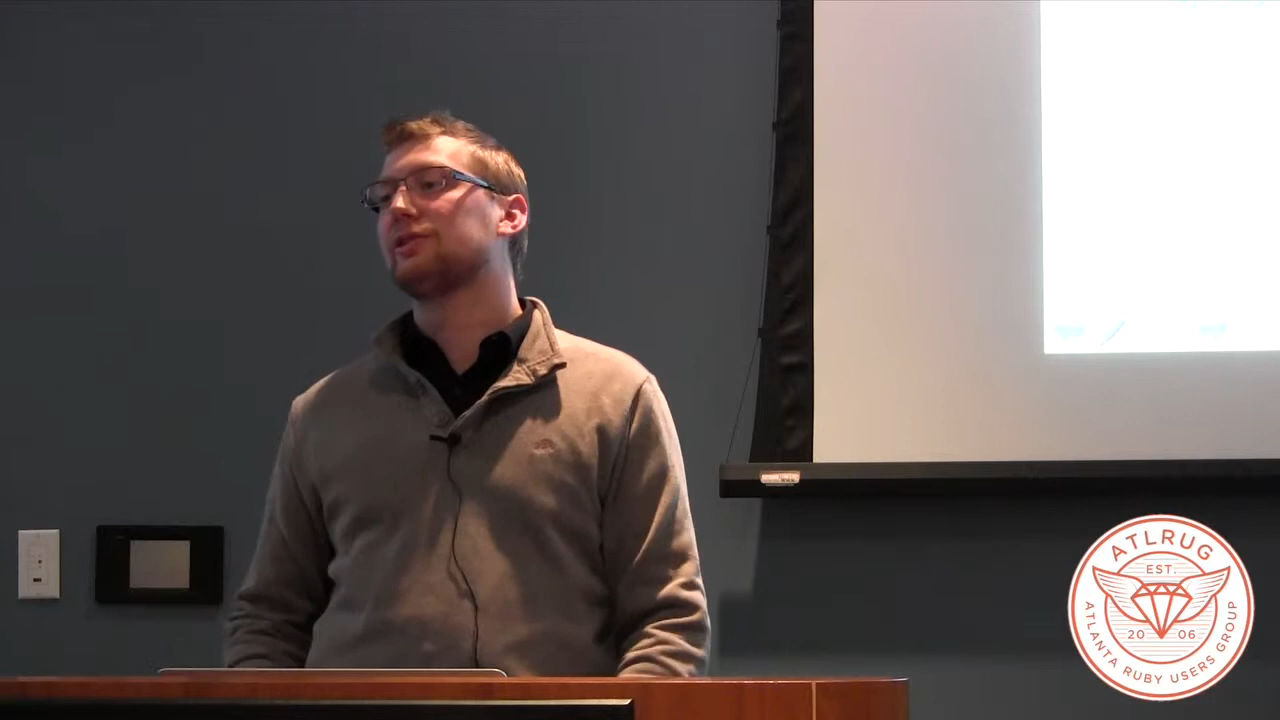 ATLRUG
EST.
20 06
ATLANTA RUBY USERS GROUP